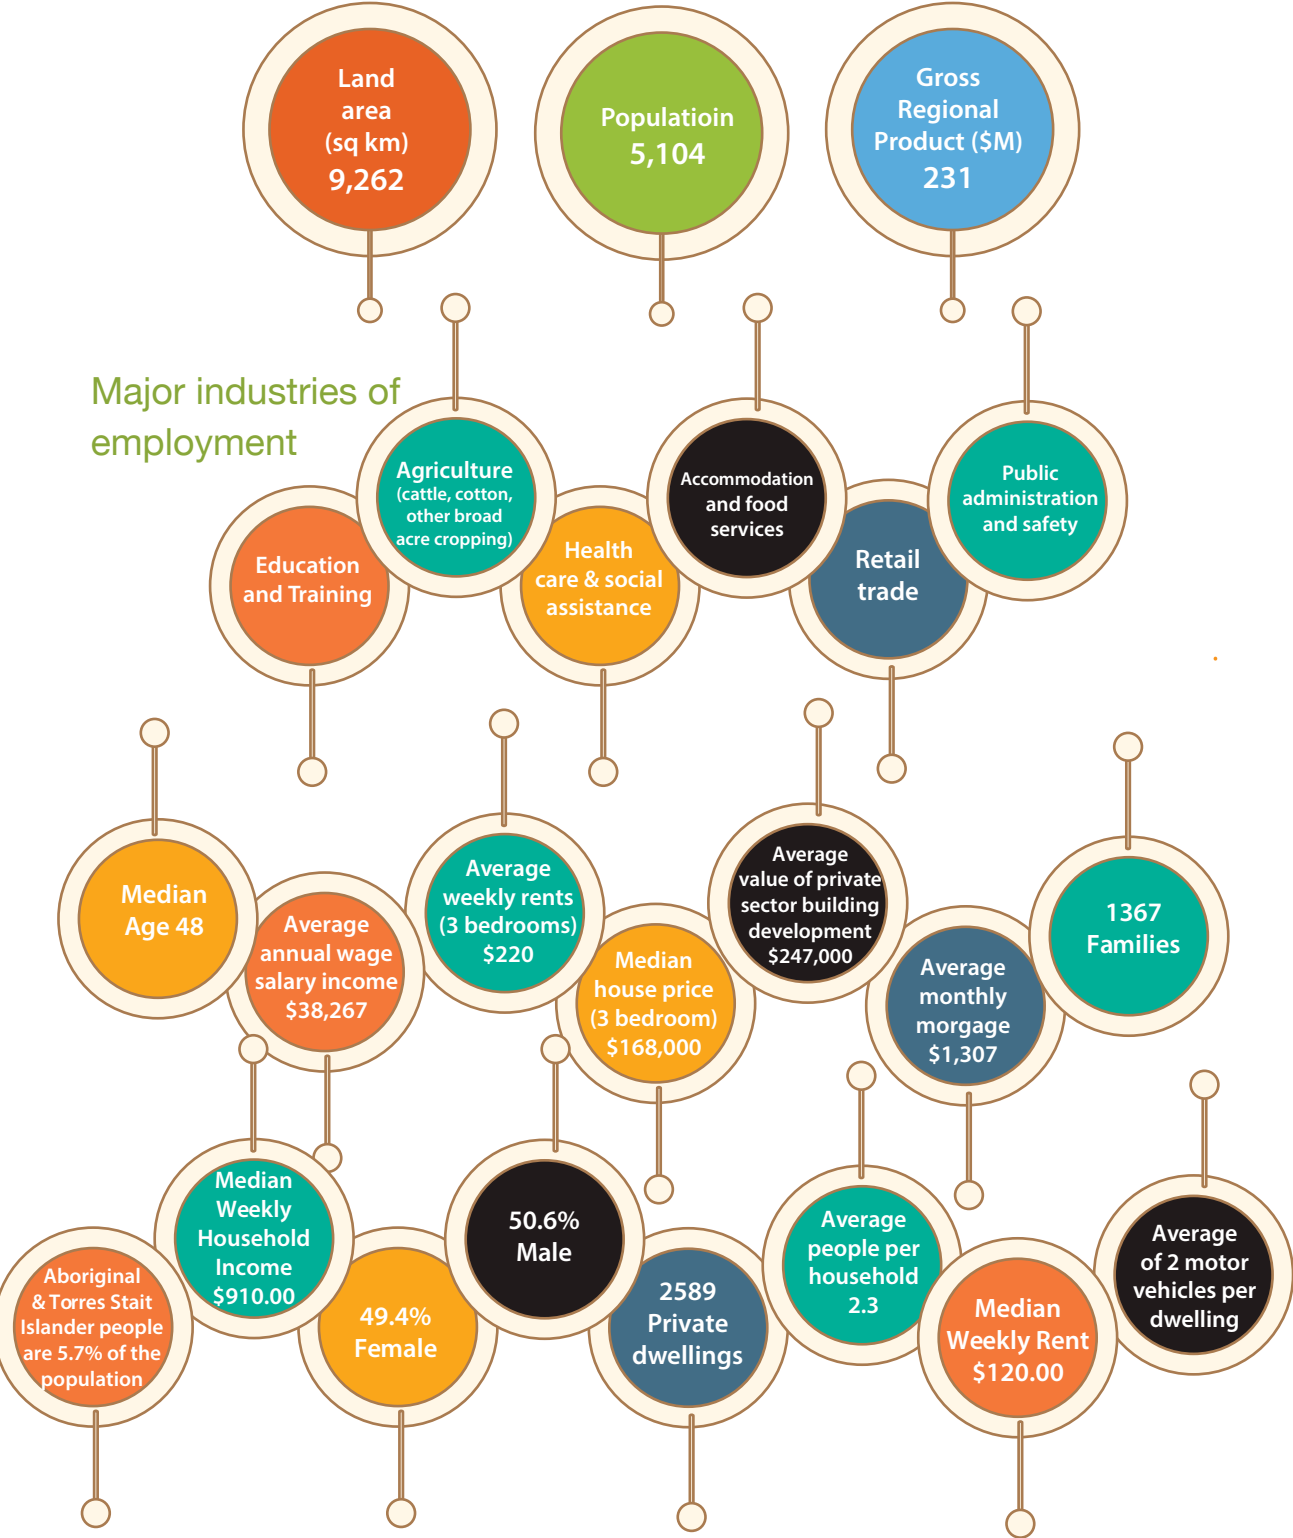 Land
area
(sq km)
9,262
Populatioin
5,104
Gross
Regional
Product ($M)
231
Major industries of
employment
Education
and Training
Agriculture
(cattle, cotton,
other broad
acre cropping)
Health
care & social
assistance
Accommodation
and food
services
Retail
trade
Public
administration
and safety
Median
Age 48
Average
annual wage
salary income
$38,267
Average
weekly rents
(3 bedrooms)
$220
Median
house price
(3 bedroom)
$168,000
Average
value of private
sector building
development
$247,000
Average
monthly
morgage
$1,307
1367
Families
Aboriginal
& Torres Stait
Islander people
are 5.7% of the
population
Median
Weekly
Household
Income
$910.00
49.4%
Female
50.6%
Male
2589
Private
dwellings
Average
people per
household
2.3
Median
Weekly Rent
$120.00
Average
of 2 motor
vehicles per
dwelling